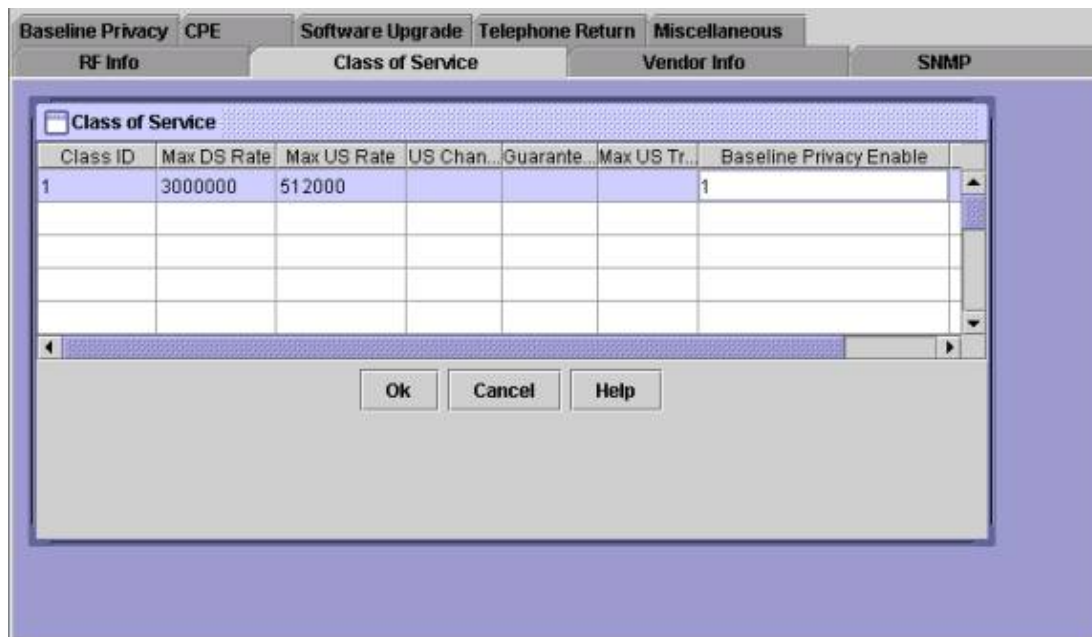 Baseline Privacy CPE Software Upgrade Telephone Return Miscellaneous
RF Info Class of Service Vendor Info SNMP
Class of Service
Class ID Max DS Rate Max US Rate US Chan... Guarante... Max US Tr... Baseline Privacy Enable
1 3000000 512000 1
Ok Cancel Help